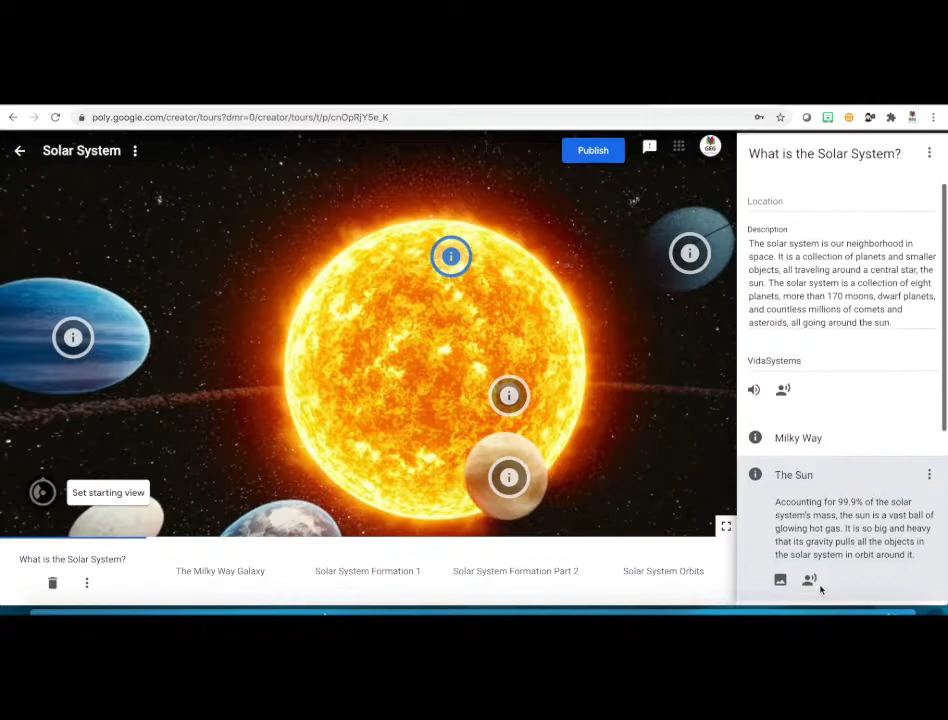 poly.google.com/creator/tours?dmr=0/creator/tours/t/p/cnOpRjY5e_K
Solar System
Publish
GEG
What is the Solar System?
Location
Description
The solar system is our neighborhood in
space. It is a collection of planets and smaller
objects, all traveling around a central star, the
sun. The solar system is a collection of eight
planets, more than 170 moons, dwarf planets,
and countless millions of comets and
asteroids, all going around the sun.
VidaSystems
Milky Way
The Sun
Accounting for 99.9% of the solar
system's mass, the sun is a vast ball of
glowing hot gas. It is so big and heavy
that its gravity pulls all the objects in
the solar system in orbit around it.
Set starting view
What is the Solar System?
The Milky Way Galaxy
Solar System Formation 1
Solar System Formation Part 2
Solar System Orbits